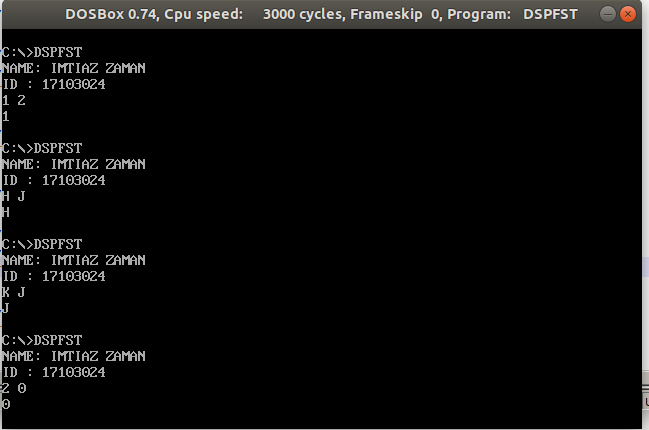 DOSBox 0.74, Cpu speed: 3000 cycles, Frameskip 0, Program: DSPFST
C:\>DSPFST
NAME: IMTIAZ ZAMAN
ID : 17103024
1 2
1
C:\>DSPFST
NAME: IMTIAZ ZAMAN
ID : 17103024
H J
H
C:\>DSPFST
NAME: IMTIAZ ZAMAN
ID : 17103024
K J
J
C:\>DSPFST
NAME: IMTIAZ ZAMAN
ID : 17103024
2 0
0